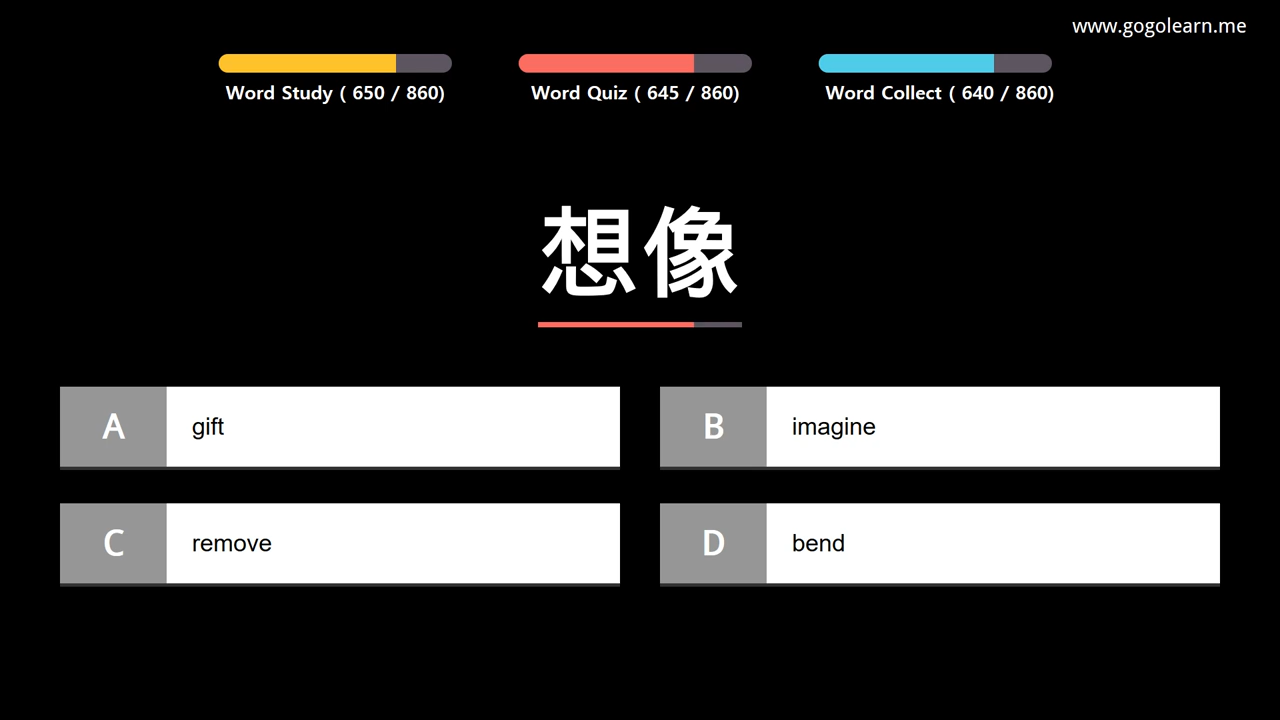 www.gogolearn.me
Word Study ( 650 / 860)
Word Quiz ( 645 / 860)
Word Collect ( 640 / 860)
想像
A gift
B imagine
C remove
D bend